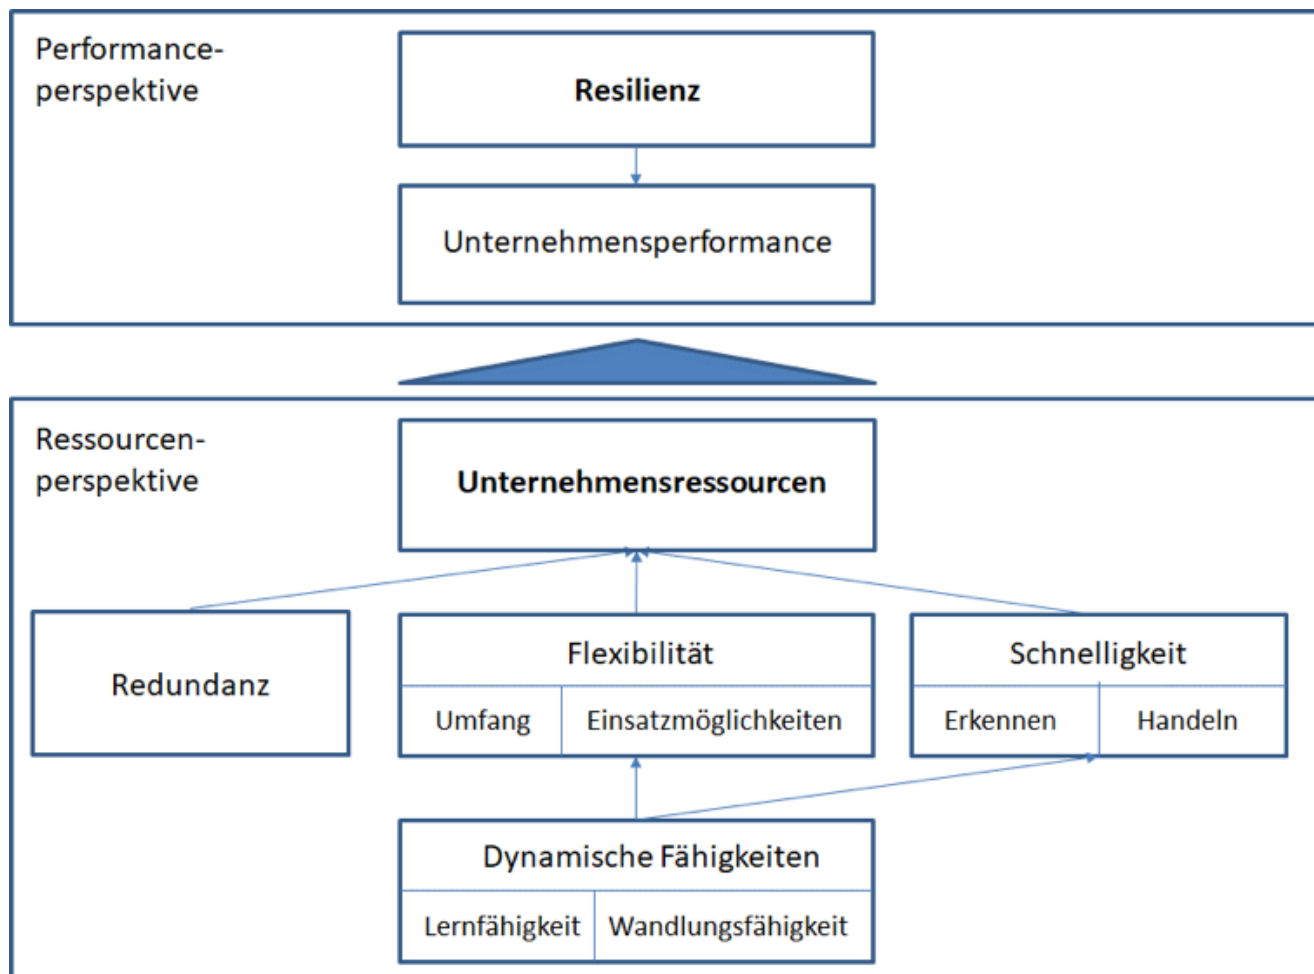 Performance-
perspektive
Resilienz
Unternehmensperformance
Ressourcen-
perspektive
Unternehmensressourcen
Redundanz
Flexibilität
Umfang
Einsatzmöglichkeiten
Schnelligkeit
Erkennen
Handeln
Dynamische Fähigkeiten
Lernfähigkeit
Wandlungsfähigkeit